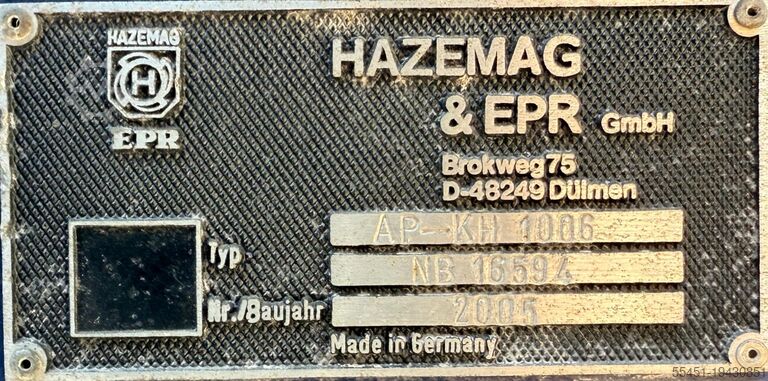 HAZEMAG
H
EPR
HAZEMAG
& EPR GmbH
Brokweg 75
D-48249 Dülmen
Typ AP-KH 1006
NB 16594
Nr./Baujahr 2005
Made in Germany
55451-19439851